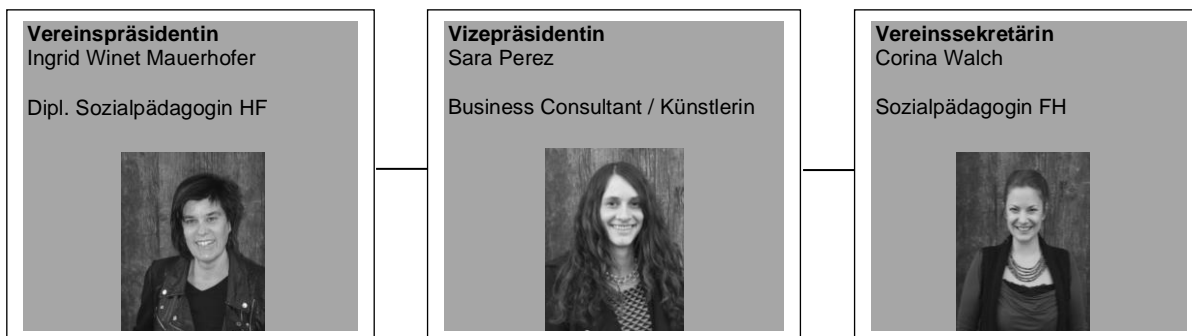 Vereinspräsidentin
Ingrid Winet Mauerhofer
Dipl. Sozialpädagogin HF
Vizepräsidentin
Sara Perez
Business Consultant / Künstlerin
Vereinssekretärin
Corina Walch
Sozialpädagogin FH